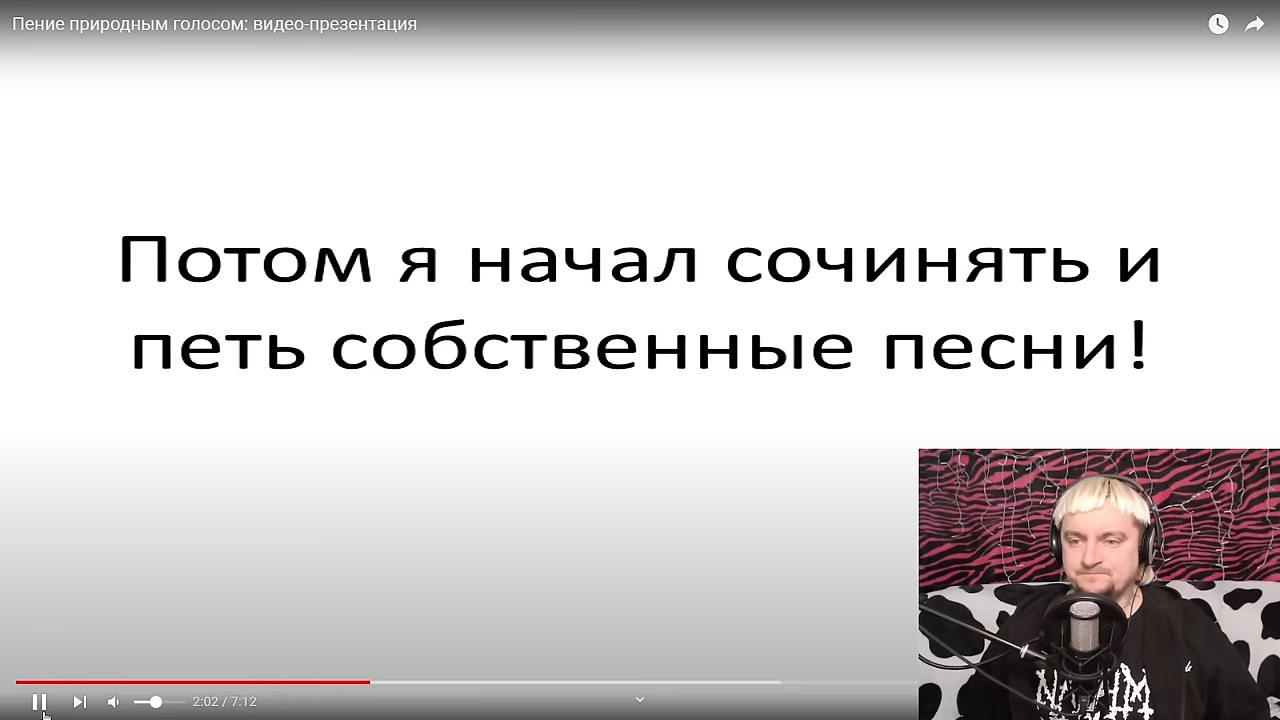 Пение природным голосом: видео-презентация
Потом я начал сочинять и
петь собственные песни!
2:02 / 7:12